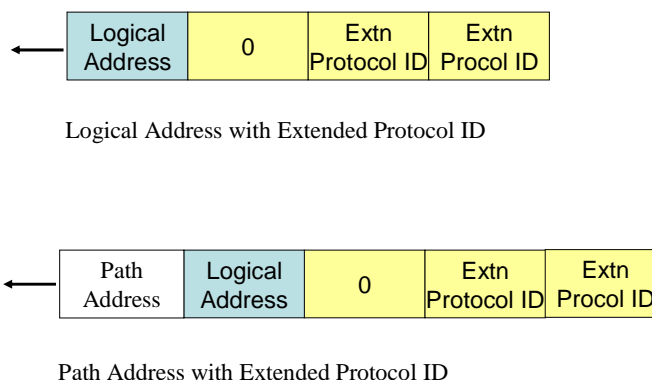 Logical Address 0 Extn Protocol ID Extn Procol ID
Logical Address with Extended Protocol ID
Path Address Logical Address 0 Extn Protocol ID Extn Procol ID
Path Address with Extended Protocol ID